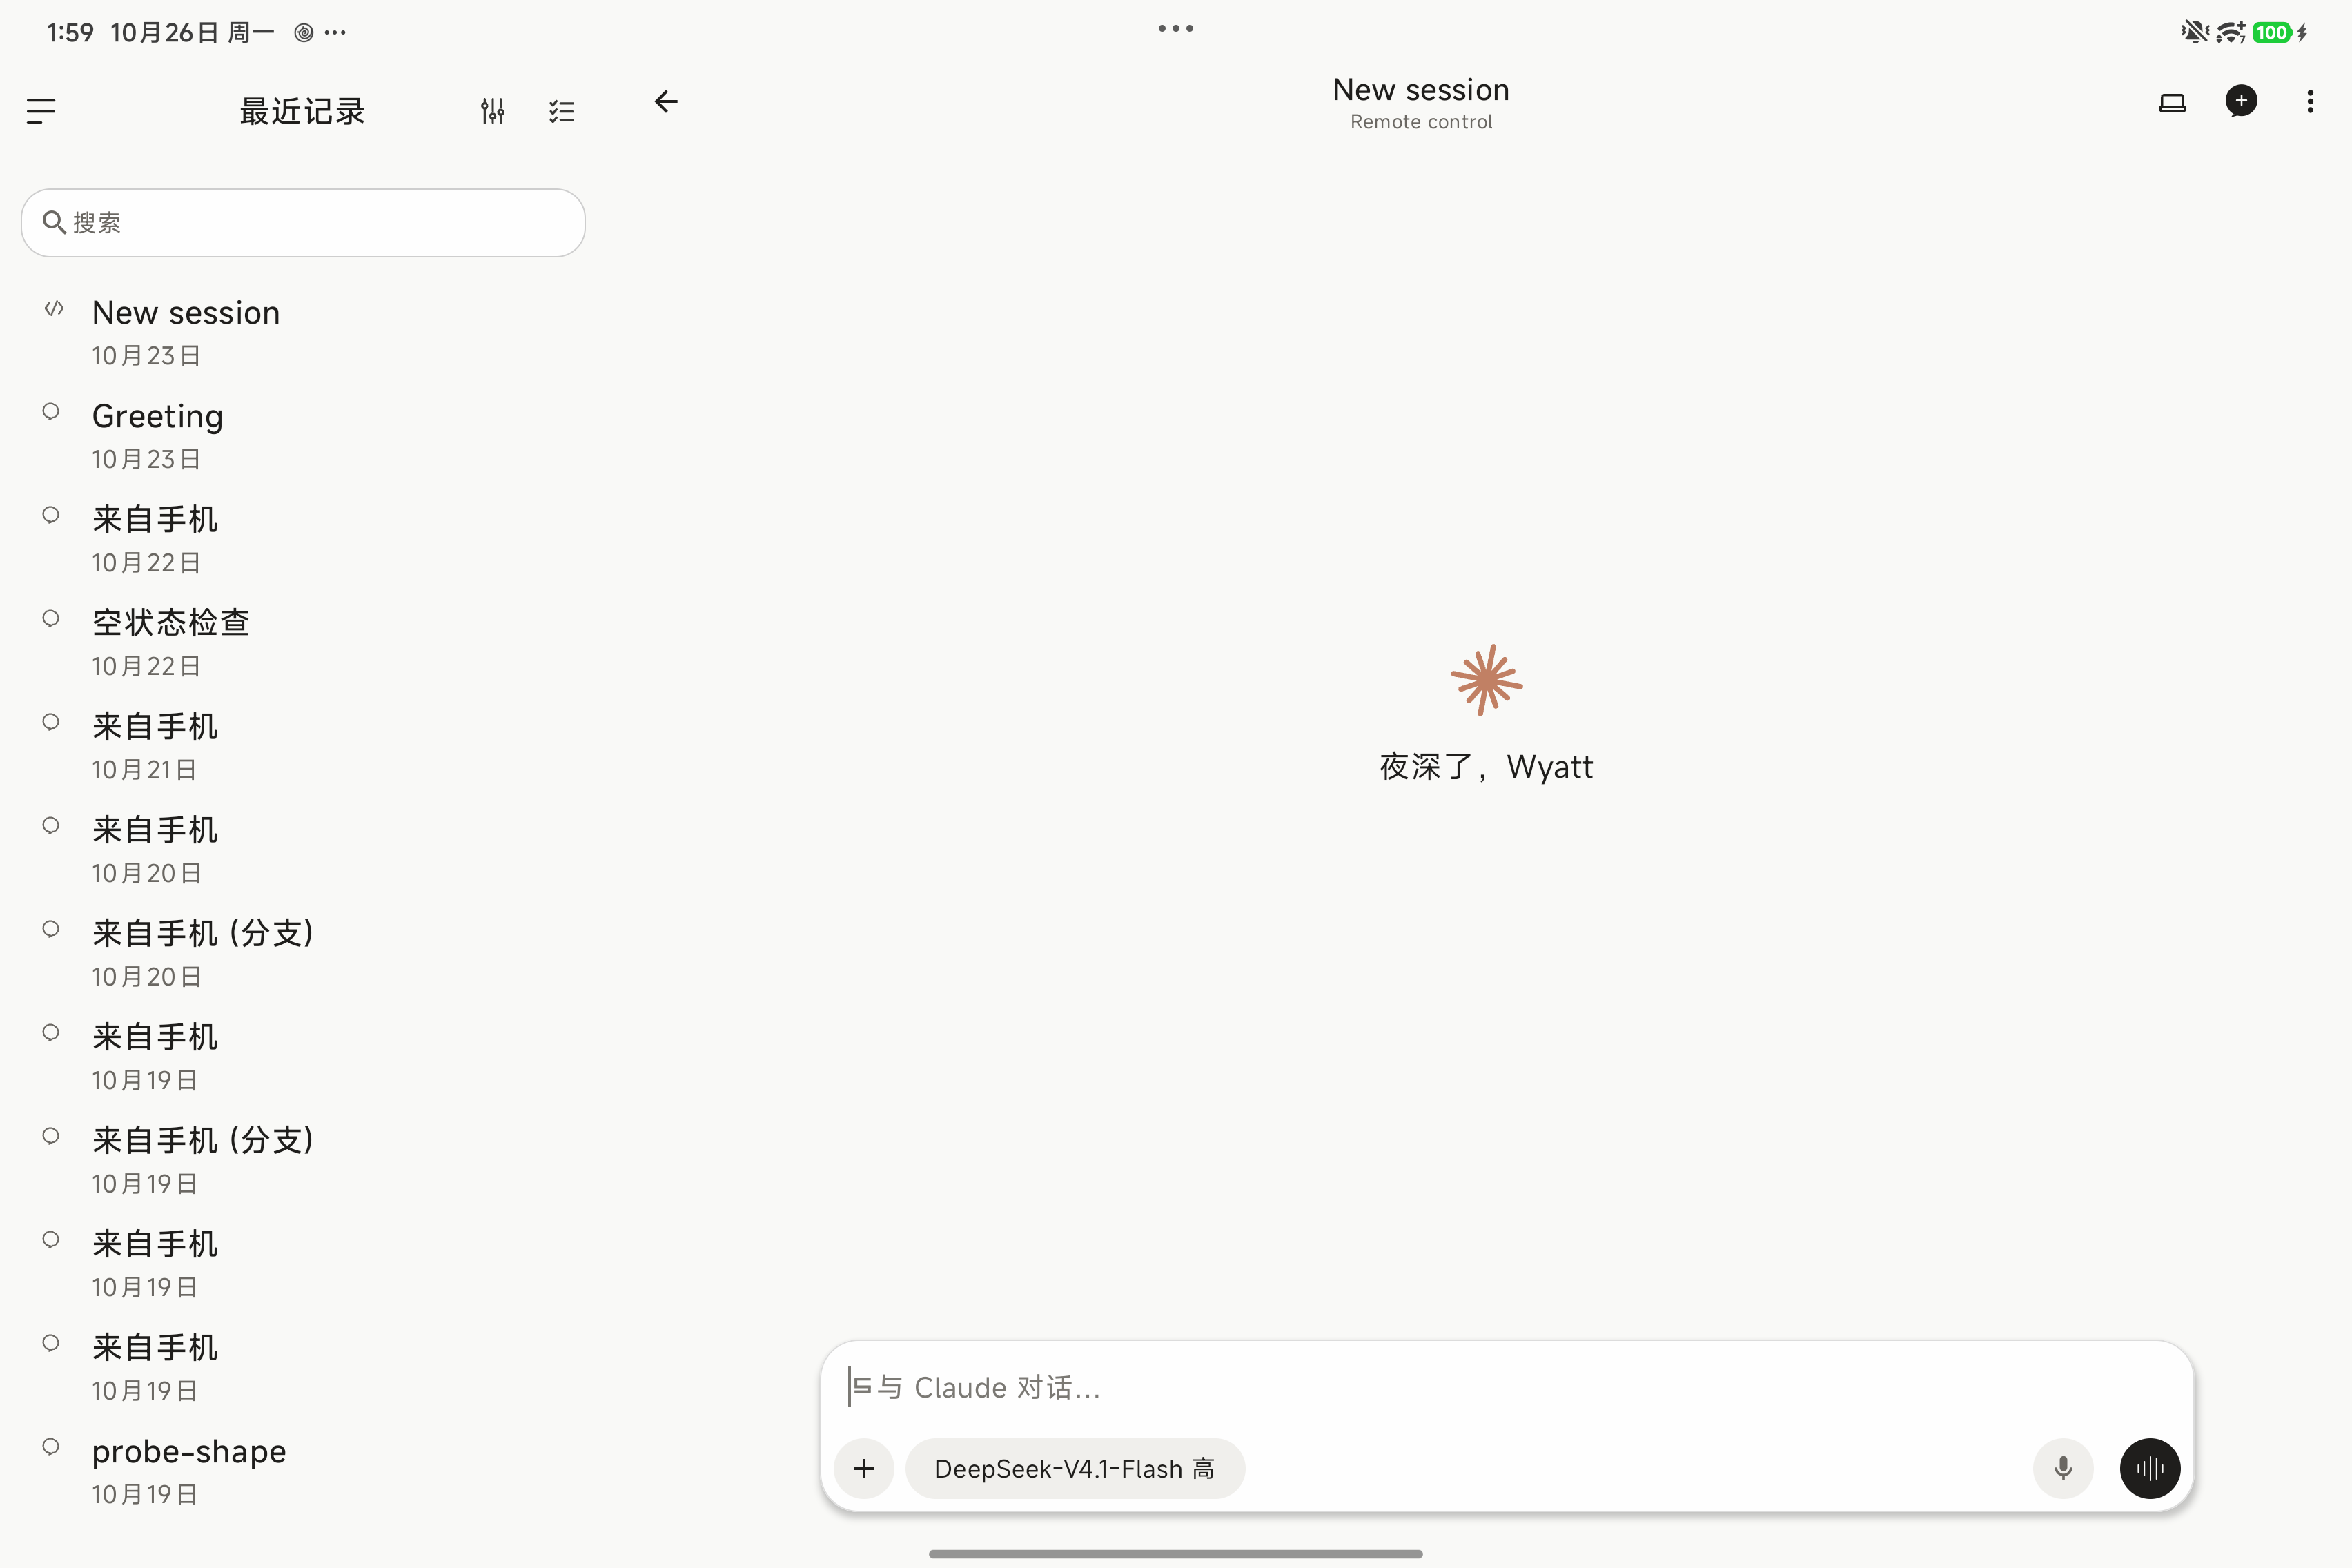 1:59 10月26日 周一
100
最近记录
New session
Remote control
搜索
New session
10月23日
Greeting
10月23日
来自手机
10月22日
空状态检查
10月22日
来自手机
10月21日
来自手机
10月20日
来自手机 (分支)
10月20日
来自手机
10月19日
来自手机 (分支)
10月19日
来自手机
10月19日
来自手机
10月19日
probe-shape
10月19日
夜深了，Wyatt
与 Claude 对话...
DeepSeek-V4.1-Flash 高